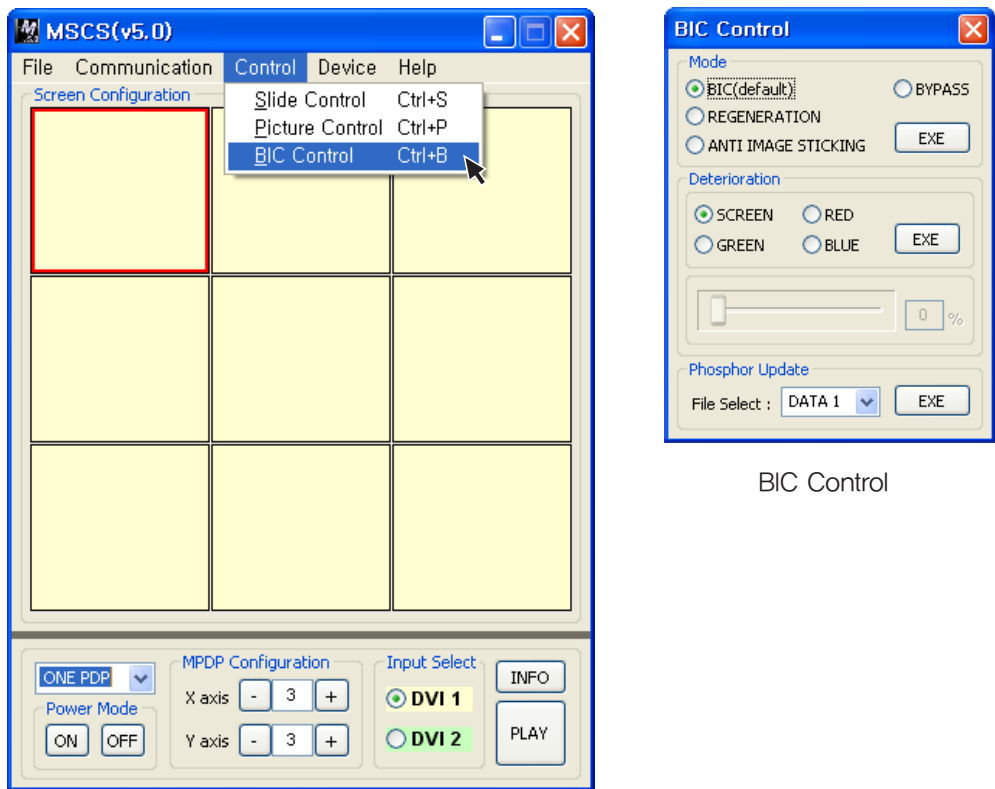 MSCS(v5.0)
File Communication Control Device Help
Screen Configuration
Slide Control Ctrl+S
Picture Control Ctrl+P
BIC Control Ctrl+B
ONE PDP
Power Mode
ON OFF
MPDP Configuration
X axis - 3 +
Y axis - 3 +
Input Select
DVI 1
DVI 2
INFO
PLAY
BIC Control
Mode
BIC(default) BYPASS
REGENERATION
ANTI IMAGE STICKING EXE
Deterioration
SCREEN RED
GREEN BLUE EXE
0 %
Phosphor Update
File Select : DATA 1 EXE
BIC Control